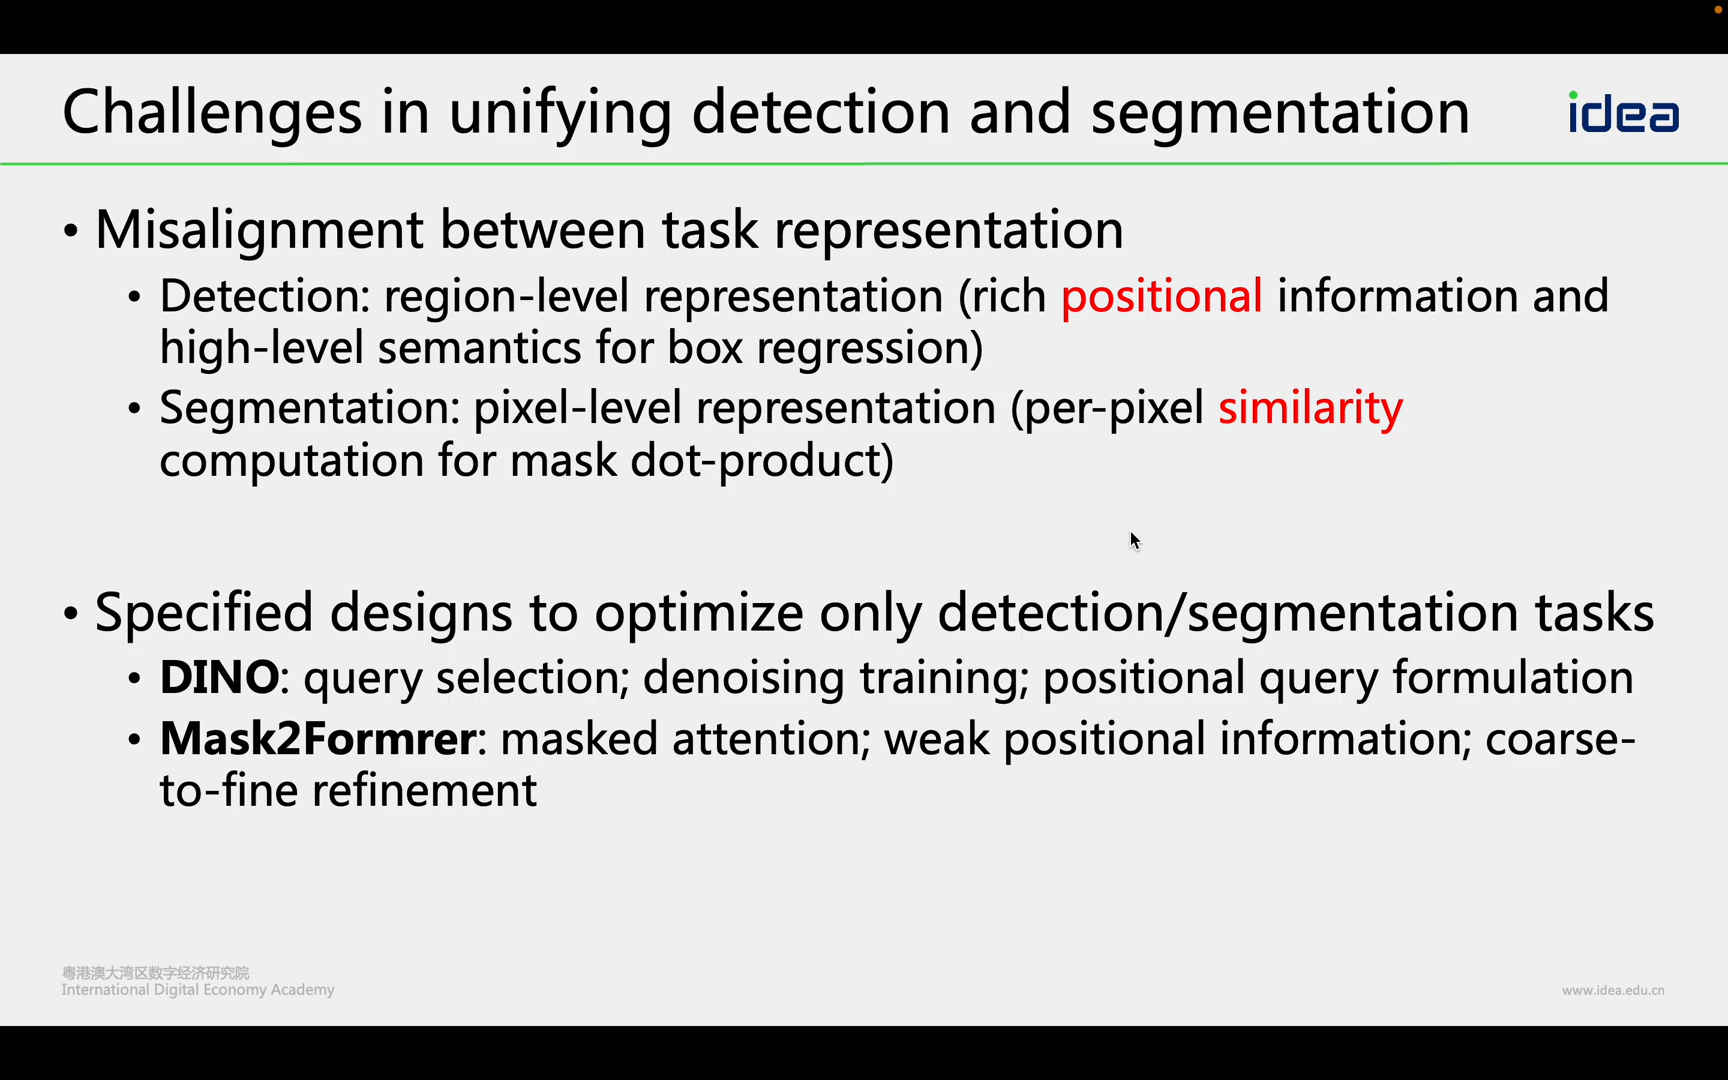 Challenges in unifying detection and segmentation
idea
• Misalignment between task representation
• Detection: region-level representation (rich positional information and
high-level semantics for box regression)
• Segmentation: pixel-level representation (per-pixel similarity
computation for mask dot-product)
• Specified designs to optimize only detection/segmentation tasks
• DINO: query selection; denoising training; positional query formulation
• Mask2Formrer: masked attention; weak positional information; coarse-
to-fine refinement
粤港澳大湾区数字经济研究院
International Digital Economy Academy
www.idea.edu.cn